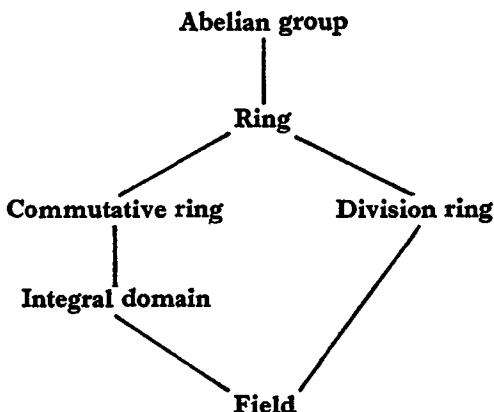 Abelian group
Ring
Commutative ring
Division ring
Integral domain
Field